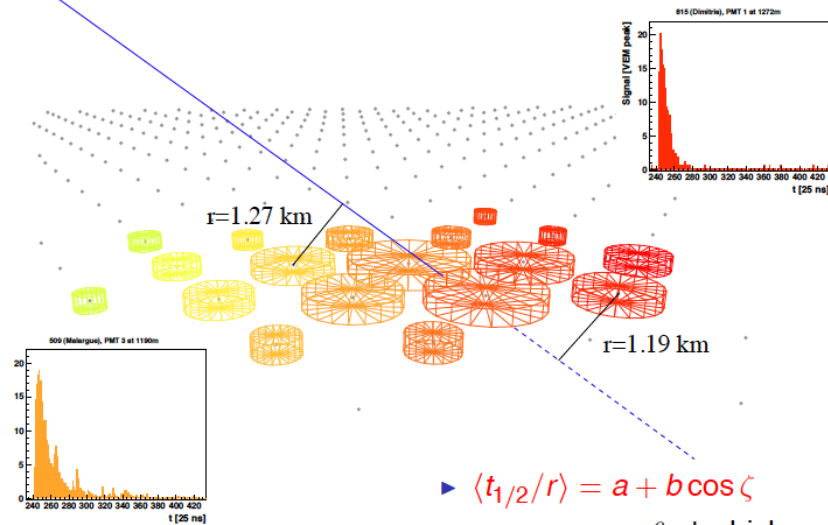 815 (Dimitris), PMT 1 at 1272m
Signal [VEM peak]
20
15
10
5
0
240 260 280 300 320 340 360 380 400 420
t [25 ns]
r=1.27 km
r=1.19 km
509 (Malargue), PMT 3 at 1190m
20
15
10
5
0
240 260 280 300 320 340 360 380 400 420
t [25 ns]
► ⟨t1/2/r⟩ = a + b cos ζ